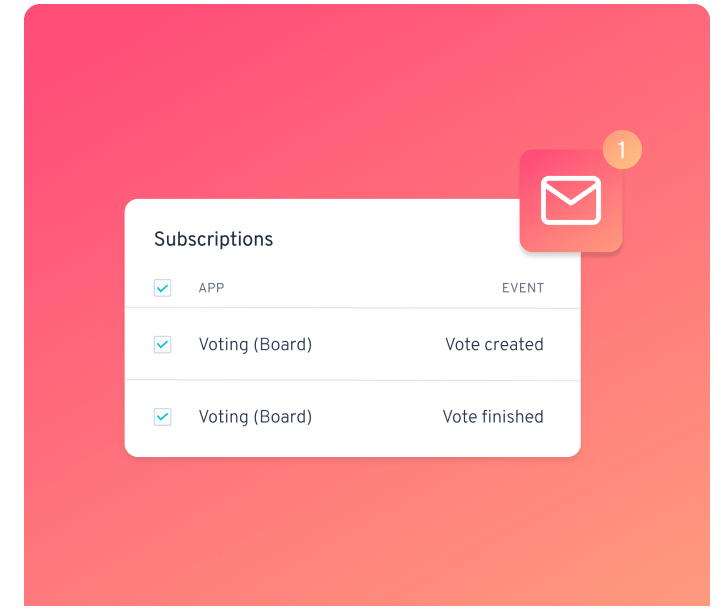 1
Subscriptions
APP EVENT
Voting (Board) Vote created
Voting (Board) Vote finished